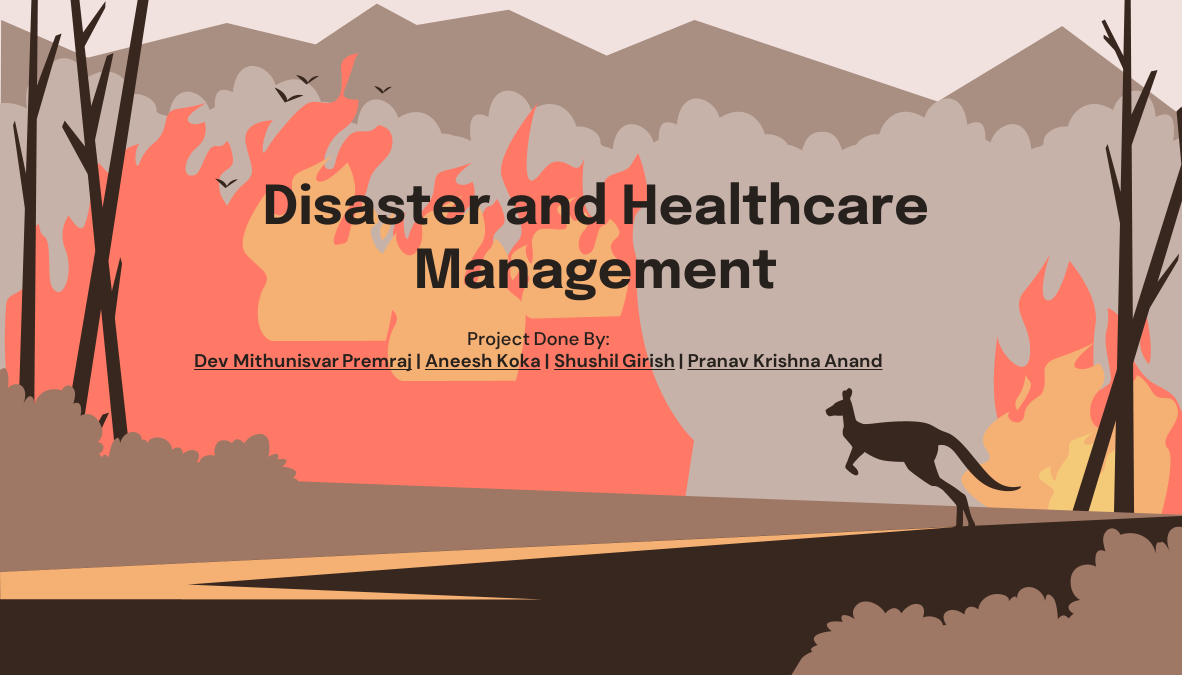 Disaster and Healthcare
Management
Project Done By:
Dev Mithunisvar Premraj | Aneesh Koka | Shushil Girish | Pranav Krishna Anand